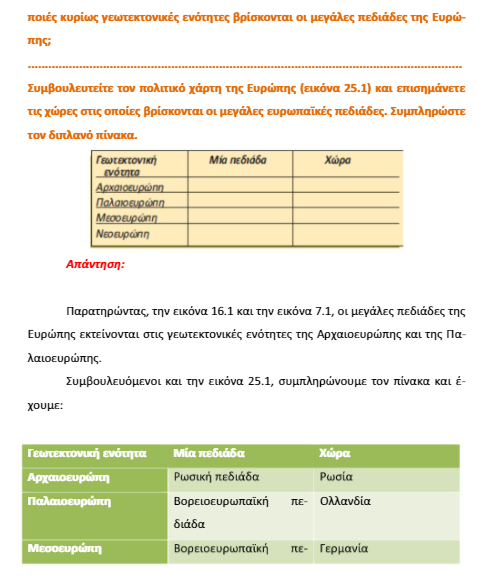 ποιές κυρίως γεωτεκτονικές ενότητες βρίσκονται οι μεγάλες πεδιάδες της Ευρώ-
πης;
............................................................................................................................
Συμβουλευτείτε τον πολιτικό χάρτη της Ευρώπης (εικόνα 25.1) και επισημάνετε
τις χώρες στις οποίες βρίσκονται οι μεγάλες ευρωπαϊκές πεδιάδες. Συμπληρώστε
τον διπλανό πίνακα.
Γεωτεκτονική ενότητα Μία πεδιάδα Χώρα
Αρχαιοευρώπη
Παλαιοευρώπη
Μεσοευρώπη
Νεοευρώπη
Απάντηση:
Παρατηρώντας, την εικόνα 16.1 και την εικόνα 7.1, οι μεγάλες πεδιάδες της
Ευρώπης εκτείνονται στις γεωτεκτονικές ενότητες της Αρχαιοευρώπης και της Πα-
λαιοευρώπης.
Συμβουλευόμενοι και την εικόνα 25.1, συμπληρώνουμε τον πίνακα και έ-
χουμε:
Γεωτεκτονική ενότητα Μία πεδιάδα Χώρα
Αρχαιοευρώπη Ρωσική πεδιάδα Ρωσία
Παλαιοευρώπη Βορειοευρωπαϊκή πε- Ολλανδία
διάδα
Μεσοευρώπη Βορειοευρωπαϊκή πε- Γερμανία